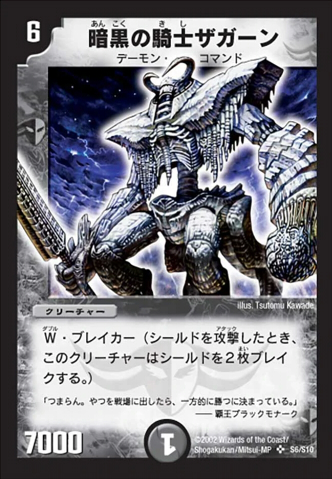 6
あんこく きし
暗黒の騎士ザガーン
デーモン・コマンド
illus. Tsutomu Kawade
クリーチャー
ダブル アタック
W・ブレイカー（シールドを攻撃したとき、
まい
このクリーチャーはシールドを2枚ブレイ
クする。）
「つまらん。やつを戦場に出したら、一方的に勝つに決まっている。」
── 覇王ブラックモナーク
7000
1
©2002 Wizards of the Coast/
Shogakukan/Mitsui-MP S6/S10